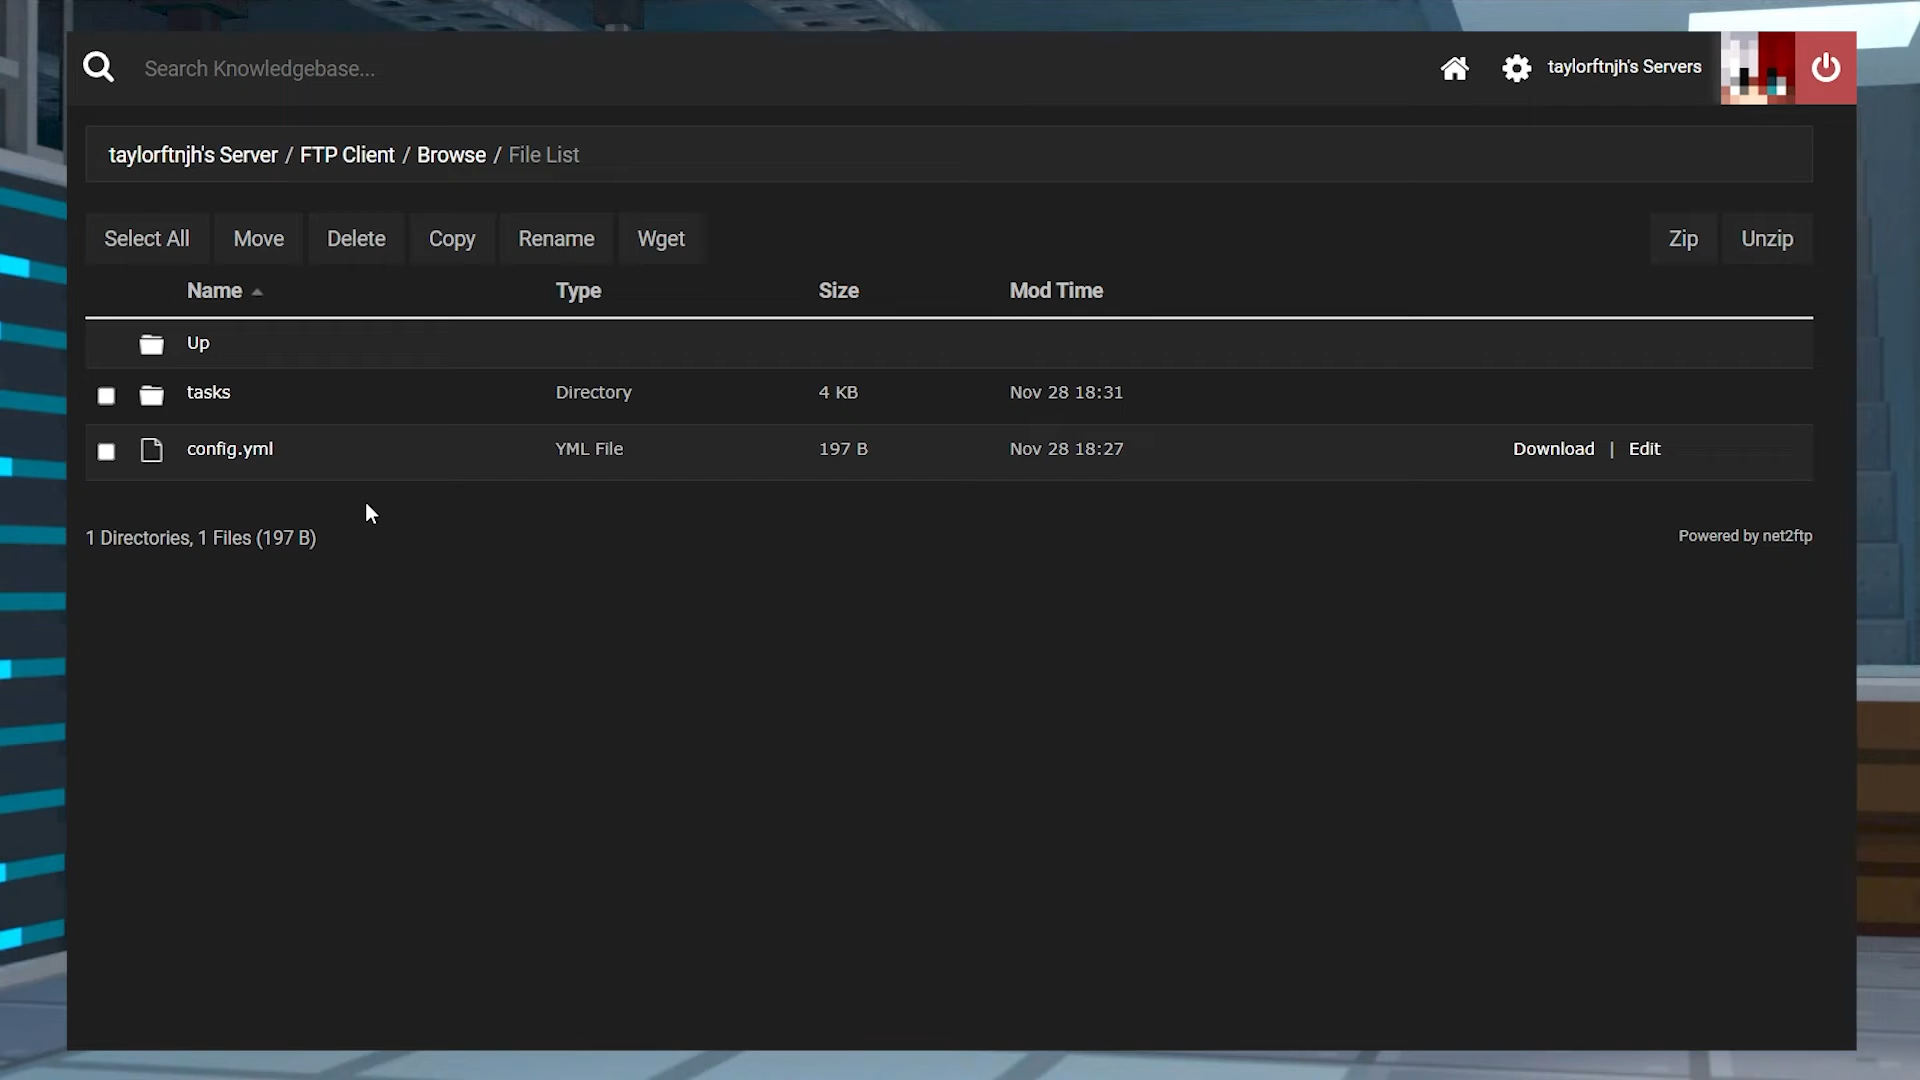 Search Knowledgebase...
taylorftnjh's Servers
taylorftnjh's Server / FTP Client / Browse / File List
Select All Move Delete Copy Rename Wget Zip Unzip
Name Type Size Mod Time
Up
tasks Directory 4 KB Nov 28 18:31
config.yml YML File 197 B Nov 28 18:27 Download | Edit
1 Directories, 1 Files (197 B)
Powered by net2ftp